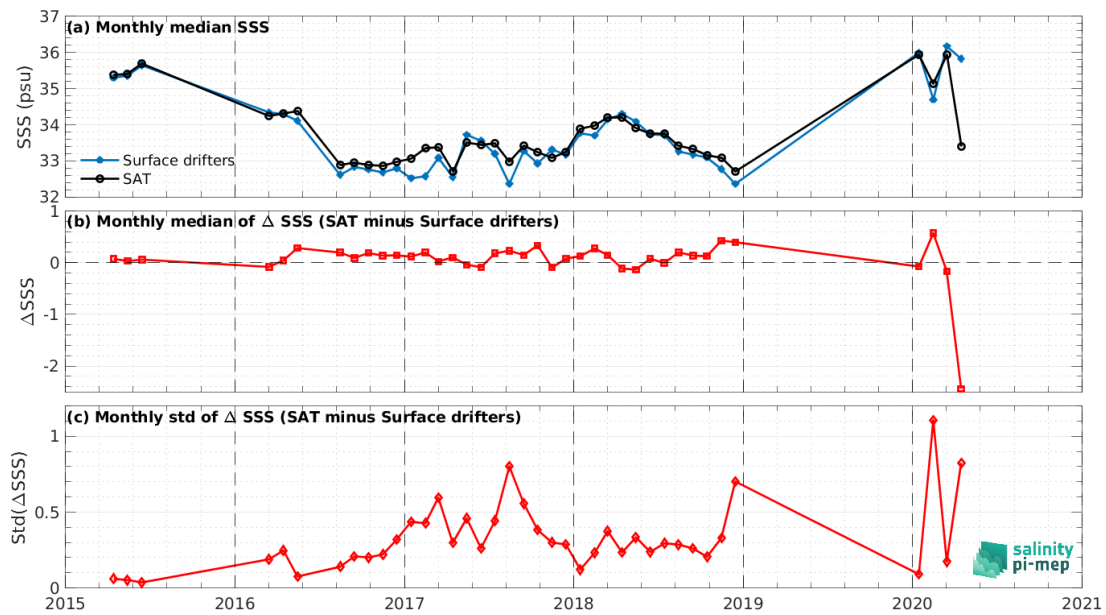 (a) Monthly median SSS
37
36
35
34
33
32
SSS (psu)
Surface drifters
SAT
(b) Monthly median of Δ SSS (SAT minus Surface drifters)
1
0
-1
-2
ΔSSS
(c) Monthly std of Δ SSS (SAT minus Surface drifters)
1
0.5
0
Std(ΔSSS)
salinity
pi-mep
2015 2016 2017 2018 2019 2020 2021